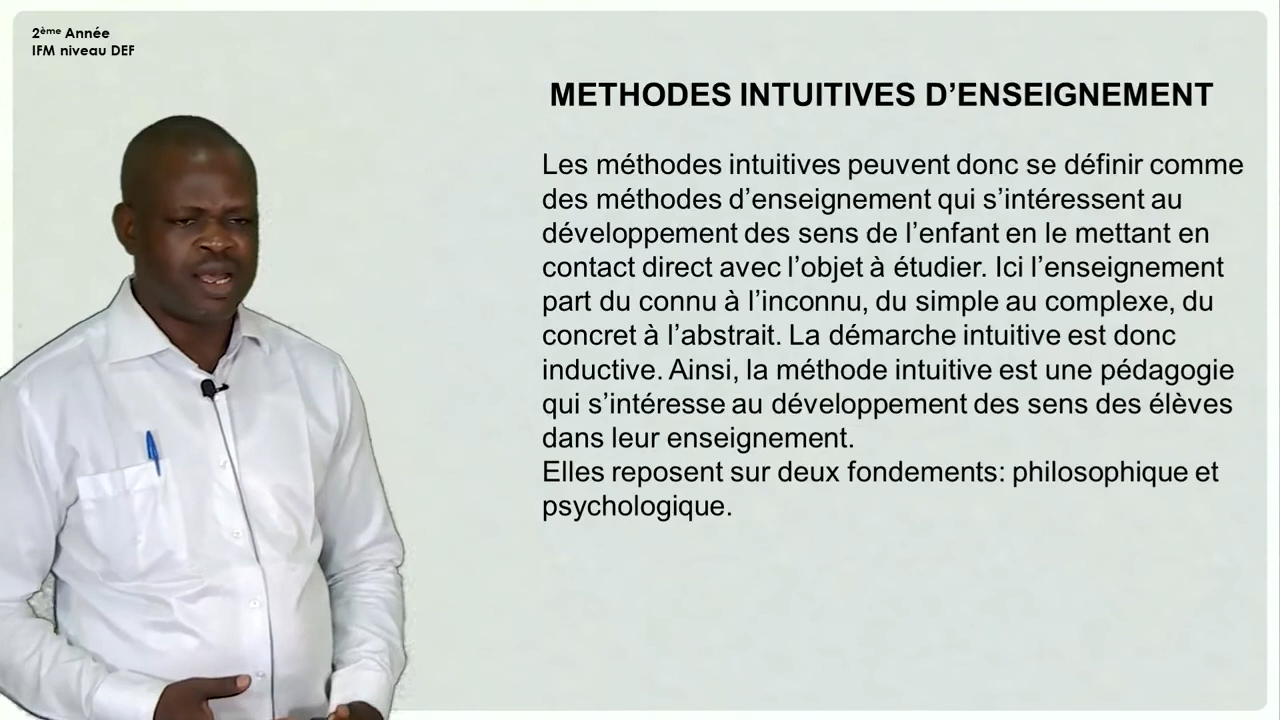 2ème Année
IFM niveau DEF
METHODES INTUITIVES D’ENSEIGNEMENT
Les méthodes intuitives peuvent donc se définir comme
des méthodes d’enseignement qui s’intéressent au
développement des sens de l’enfant en le mettant en
contact direct avec l’objet à étudier. Ici l’enseignement
part du connu à l’inconnu, du simple au complexe, du
concret à l’abstrait. La démarche intuitive est donc
inductive. Ainsi, la méthode intuitive est une pédagogie
qui s’intéresse au développement des sens des élèves
dans leur enseignement.
Elles reposent sur deux fondements: philosophique et
psychologique.